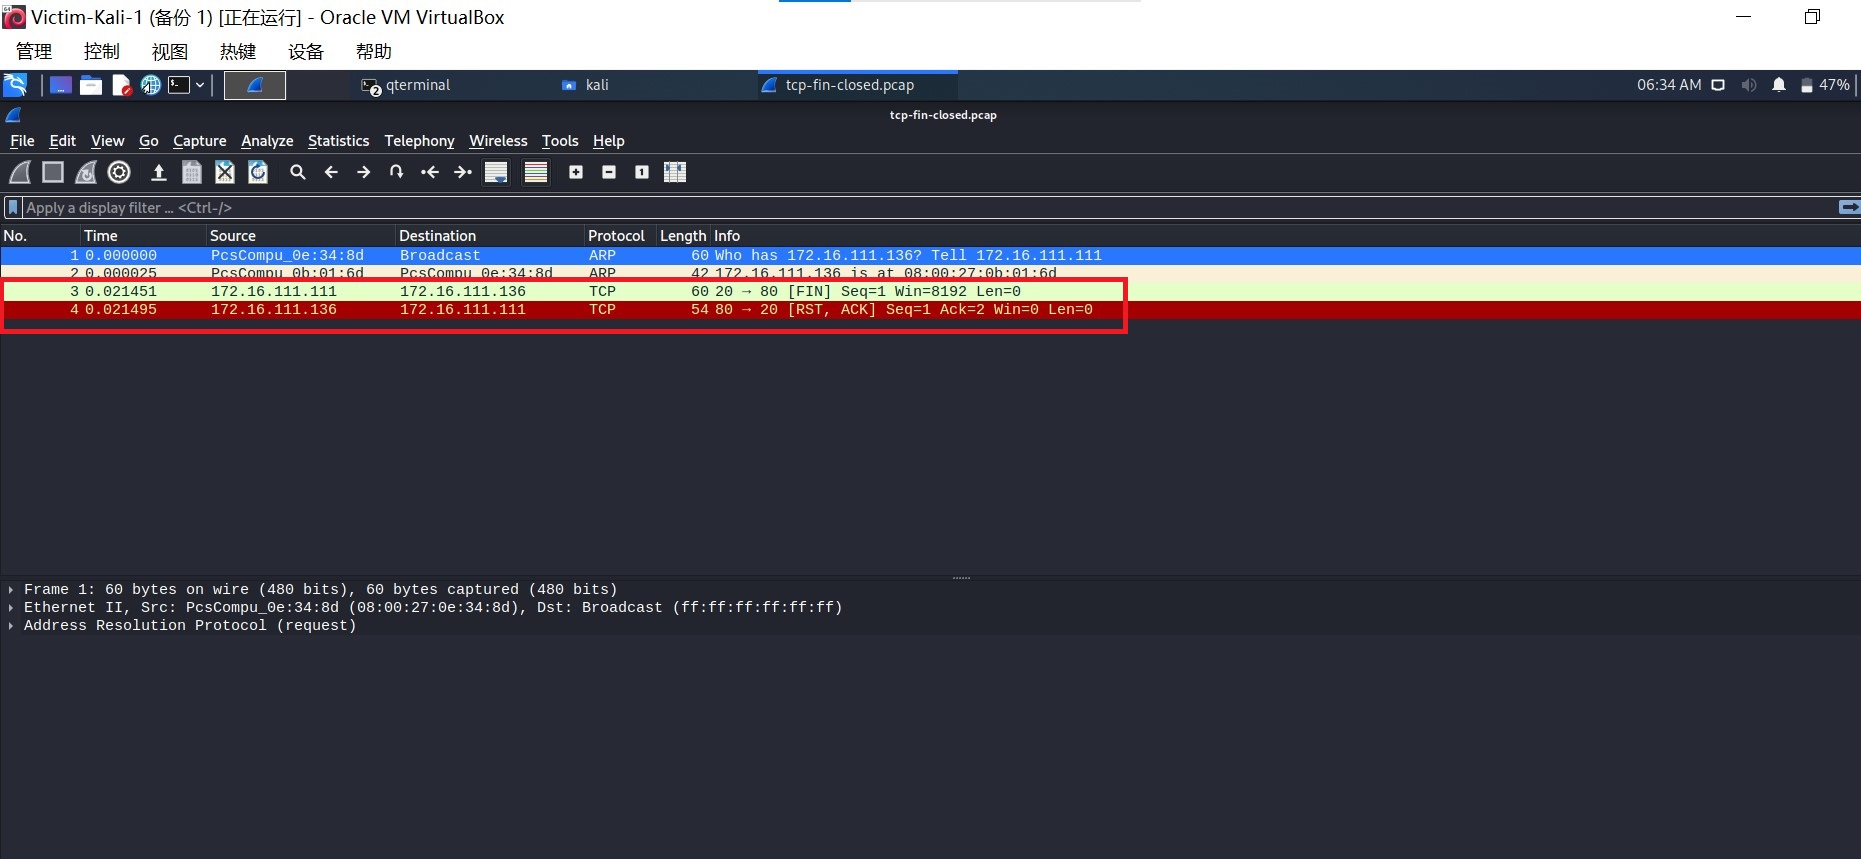 Victim-Kali-1 (备份 1) [正在运行] - Oracle VM VirtualBox
管理 控制 视图 热键 设备 帮助
2 qterminal kali tcp-fin-closed.pcap 06:34 AM 47%
tcp-fin-closed.pcap
File Edit View Go Capture Analyze Statistics Telephony Wireless Tools Help
Apply a display filter ... <Ctrl-/>
No. Time Source Destination Protocol Length Info
1 0.000000 PcsCompu_0e:34:8d Broadcast ARP 60 Who has 172.16.111.136? Tell 172.16.111.111
2 0.000025 PcsCompu_0b:01:6d PcsCompu_0e:34:8d ARP 42 172.16.111.136 is at 08:00:27:0b:01:6d
3 0.021451 172.16.111.111 172.16.111.136 TCP 60 20 → 80 [FIN] Seq=1 Win=8192 Len=0
4 0.021495 172.16.111.136 172.16.111.111 TCP 54 80 → 20 [RST, ACK] Seq=1 Ack=2 Win=0 Len=0
Frame 1: 60 bytes on wire (480 bits), 60 bytes captured (480 bits)
Ethernet II, Src: PcsCompu_0e:34:8d (08:00:27:0e:34:8d), Dst: Broadcast (ff:ff:ff:ff:ff:ff)
Address Resolution Protocol (request)